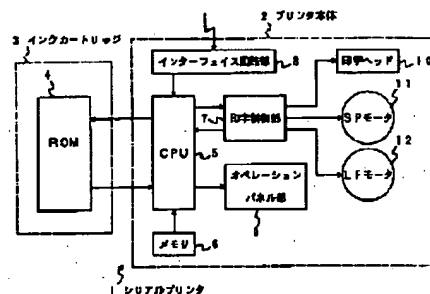 2 プリンタ本体
3 インクカートリッジ
インターフェイス回路部
8
印字ヘッド
10
4
ROM
CPU
5
7
印字制御部
11
SPモータ
12
LFモータ
オペレーション
パネル部
9
メモリ
6
1 シリアルプリンタ